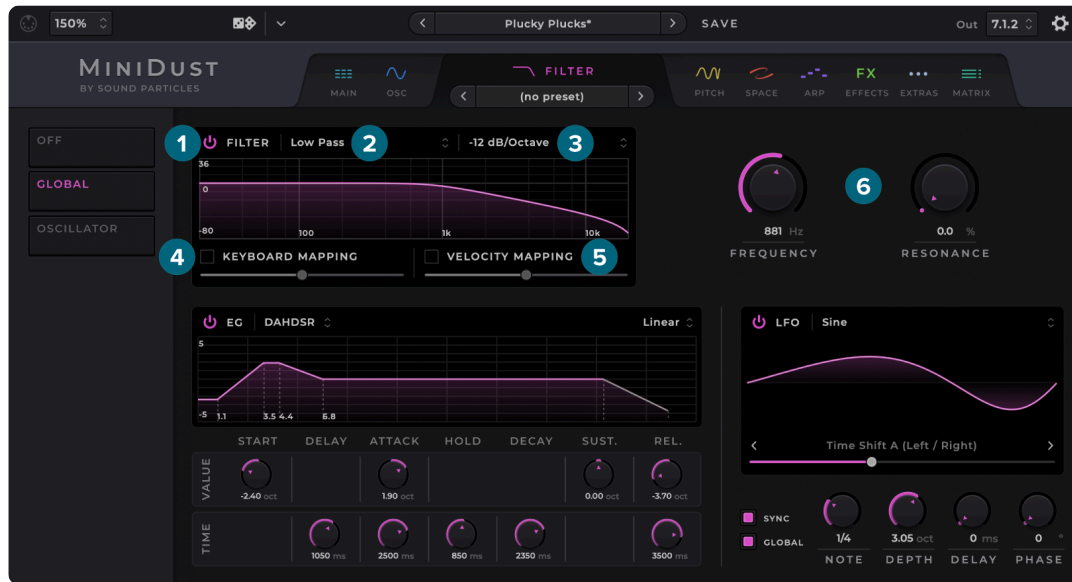 150%
Plucky Plucks*
SAVE
Out 7.1.2
MINIDUST
BY SOUND PARTICLES
MAIN
OSC
FILTER
(no preset)
PITCH
SPACE
ARP
FX
EFFECTS
EXTRAS
MATRIX
OFF
GLOBAL
OSCILLATOR
1 FILTER Low Pass 2 -12 dB/Octave 3
36
0
-80 100 1k 10k
4 KEYBOARD MAPPING VELOCITY MAPPING 5
6
881 Hz
FREQUENCY
0.0 %
RESONANCE
EG DAHDSR Linear
5
-5 1.1 3.5 4.4 6.8
START DELAY ATTACK HOLD DECAY SUST. REL.
VALUE
-2.40 oct 1.90 oct 0.00 oct -3.70 oct
TIME
1050 ms 2500 ms 850 ms 2350 ms 3500 ms
LFO Sine
Time Shift A (Left / Right)
SYNC
GLOBAL
1/4 3.05 oct 0 ms 0 °
NOTE DEPTH DELAY PHASE